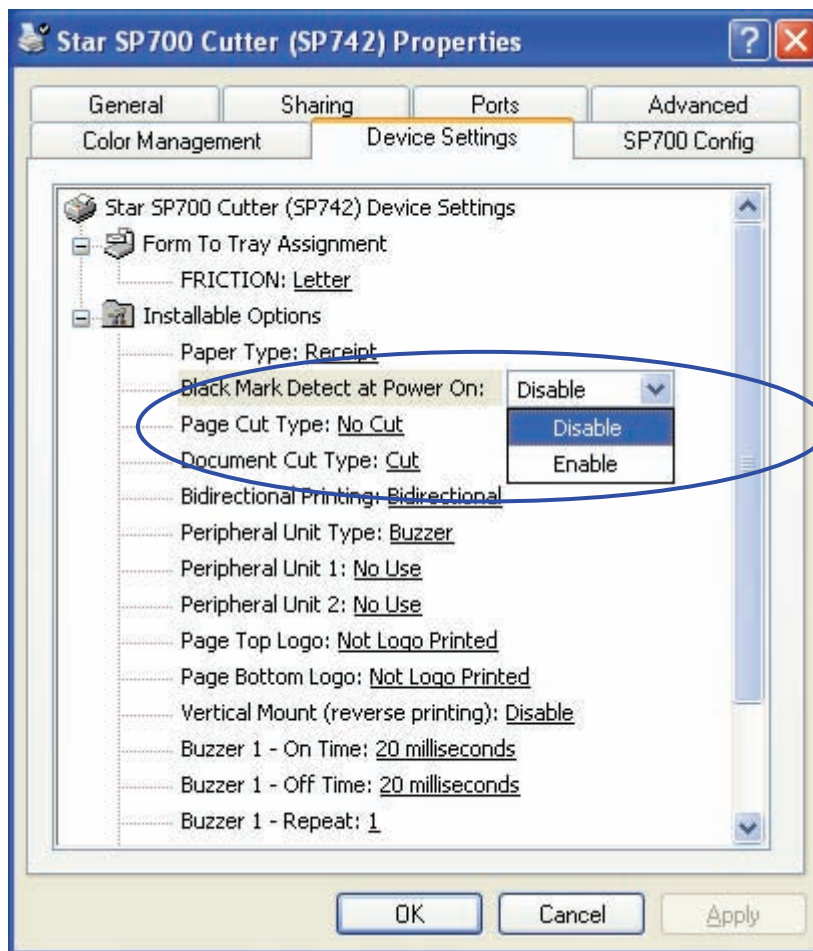 Star SP700 Cutter (SP742) Properties
General Sharing Ports Advanced
Color Management Device Settings SP700 Config
Star SP700 Cutter (SP742) Device Settings
Form To Tray Assignment
FRICTION: Letter
Installable Options
Paper Type: Receipt
Black Mark Detect at Power On: Disable
Disable
Enable
Page Cut Type: No Cut
Document Cut Type: Cut
Bidirectional Printing: Bidirectional
Peripheral Unit Type: Buzzer
Peripheral Unit 1: No Use
Peripheral Unit 2: No Use
Page Top Logo: Not Logo Printed
Page Bottom Logo: Not Logo Printed
Vertical Mount (reverse printing): Disable
Buzzer 1 - On Time: 20 milliseconds
Buzzer 1 - Off Time: 20 milliseconds
Buzzer 1 - Repeat: 1
OK Cancel Apply